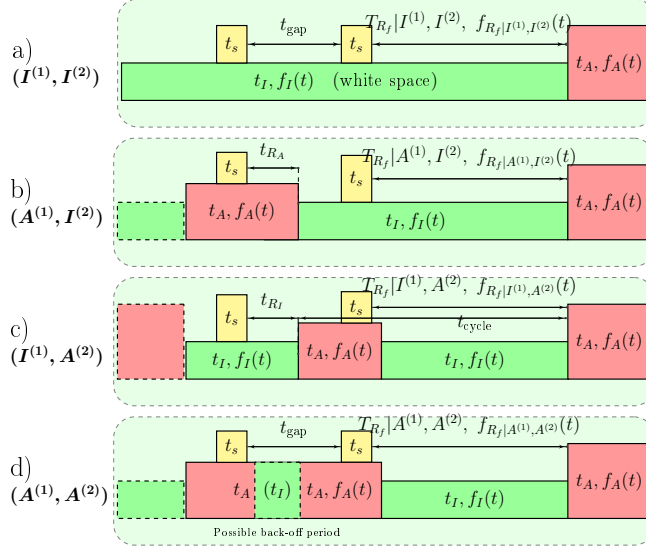 a)
(I^(1), I^(2))
t_s
t_gap
t_s
T_{R_f}|I^(1), I^(2), f_{R_f|I^(1),I^(2)}(t)
t_I, f_I(t) (white space)
t_A, f_A(t)
b)
(A^(1), I^(2))
t_s
t_{R_A}
t_s
T_{R_f}|A^(1), I^(2), f_{R_f|A^(1),I^(2)}(t)
t_A, f_A(t)
t_I, f_I(t)
t_A, f_A(t)
c)
(I^(1), A^(2))
t_s
t_{R_I}
t_s
T_{R_f}|I^(1), A^(2), f_{R_f|I^(1),A^(2)}(t)
t_cycle
t_I, f_I(t)
t_A, f_A(t)
t_I, f_I(t)
t_A, f_A(t)
d)
(A^(1), A^(2))
t_s
t_gap
t_s
T_{R_f}|A^(1), A^(2), f_{R_f|A^(1),A^(2)}(t)
t_A
(t_I)
t_A, f_A(t)
t_I, f_I(t)
t_A, f_A(t)
Possible back-off period